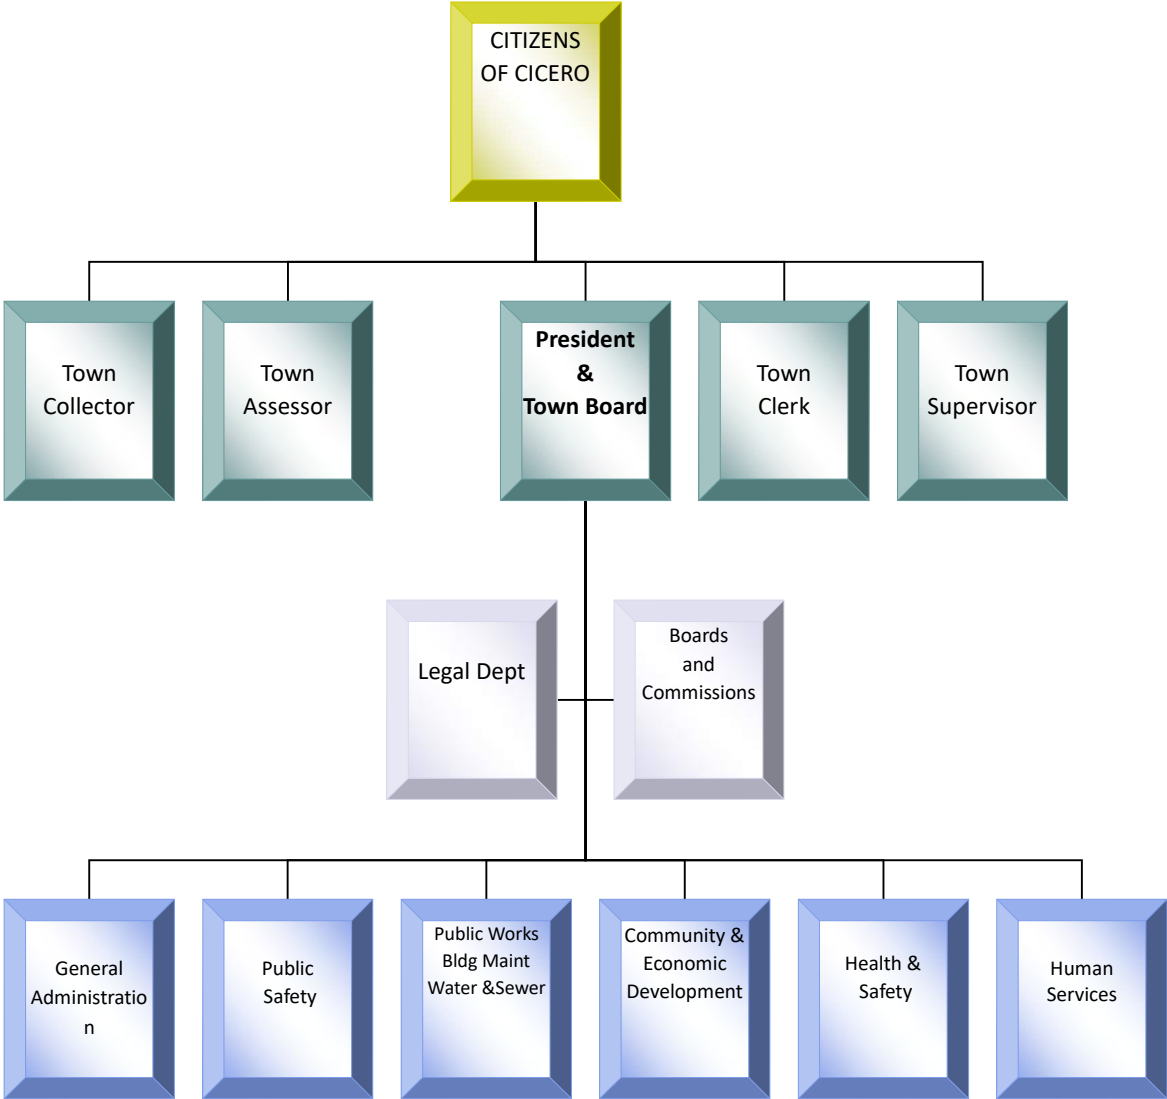 CITIZENS
OF CICERO
Town
Collector
Town
Assessor
President
&
Town Board
Town
Clerk
Town
Supervisor
Legal Dept
Boards
and
Commissions
General
Administratio
n
Public
Safety
Public Works
Bldg Maint
Water &Sewer
Community &
Economic
Development
Health &
Safety
Human
Services